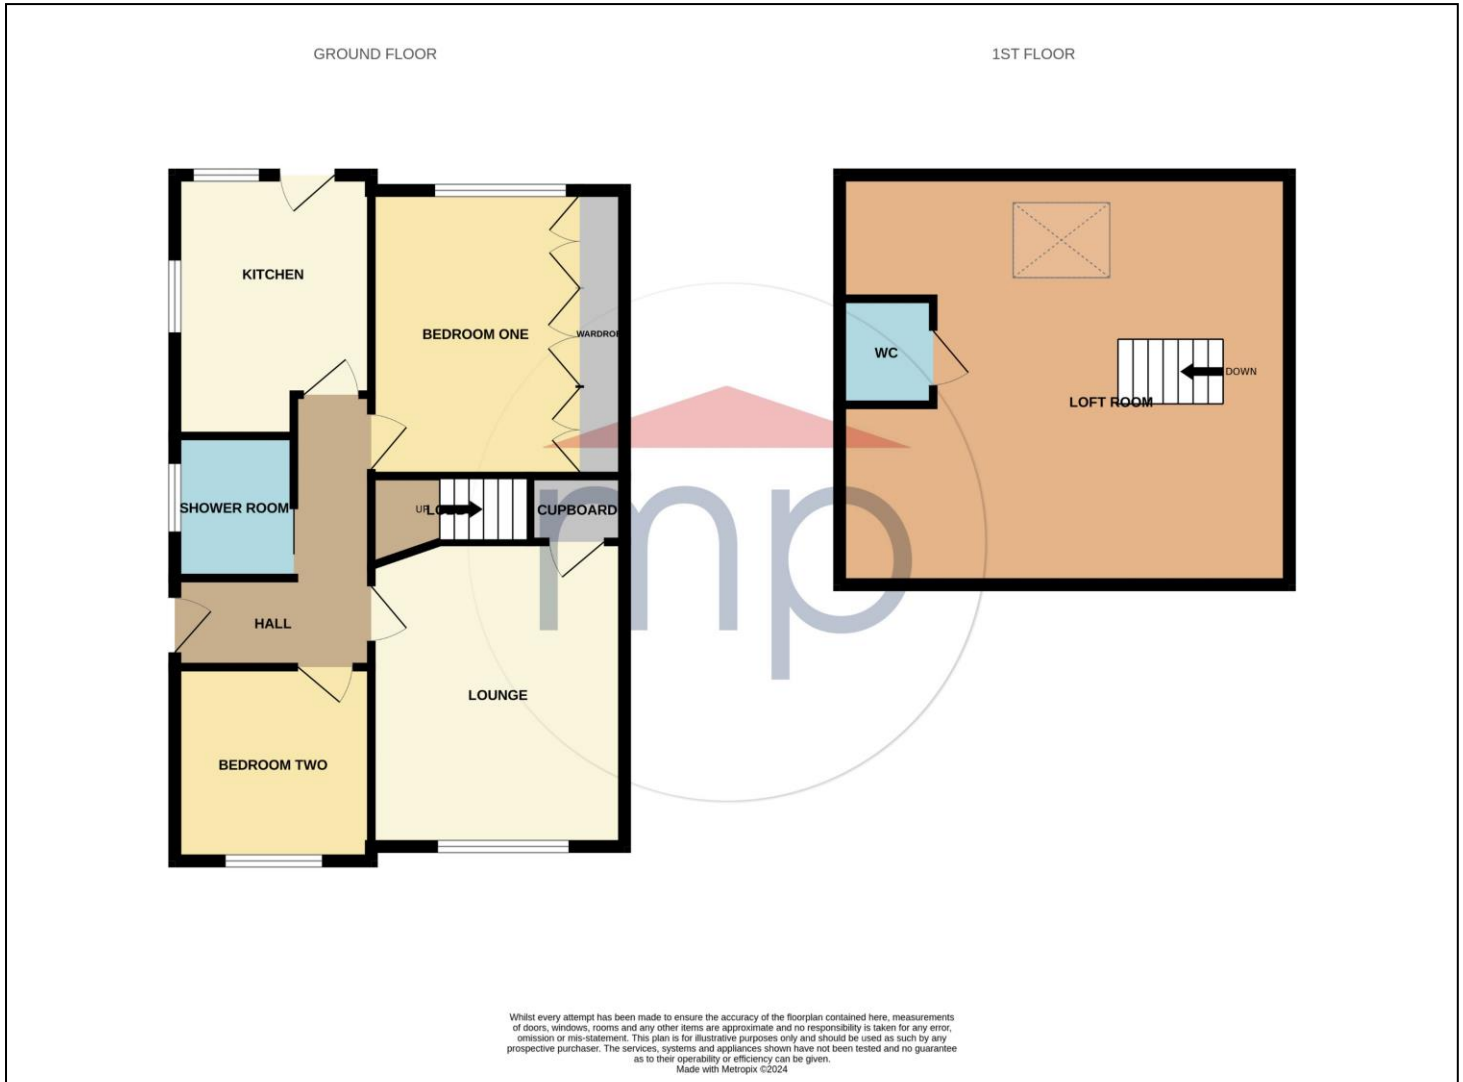 GROUND FLOOR
1ST FLOOR
KITCHEN
BEDROOM ONE
WC
DOWN
LOFT ROOM
SHOWER ROOM
UP
CUPBOARD
HALL
LOUNGE
BEDROOM TWO
mp
Whilst every attempt has been made to ensure the accuracy of the floorplan contained here, measurements
of doors, windows, rooms and any other items are approximate and no responsibility is taken for any error,
omission or mis-statement. This plan is for illustrative purposes only and should be used as such by any
prospective purchaser. The services, systems and appliances shown have not been tested and no guarantee
as to their operability or efficiency can be given.
Made with Metropix ©2024